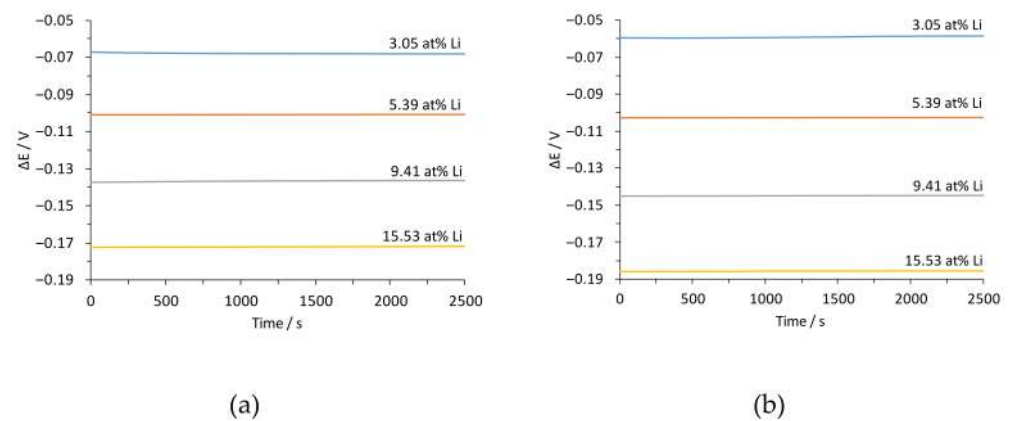 −0.05
3.05 at% Li
−0.07
−0.09
5.39 at% Li
−0.11
ΔE / V
−0.13
9.41 at% Li
−0.15
−0.17
15.53 at% Li
−0.19
0 500 1000 1500 2000 2500
Time / s
(a)
−0.05
3.05 at% Li
−0.07
−0.09
5.39 at% Li
−0.11
ΔE / V
−0.13
9.41 at% Li
−0.15
−0.17
15.53 at% Li
−0.19
0 500 1000 1500 2000 2500
Time / s
(b)